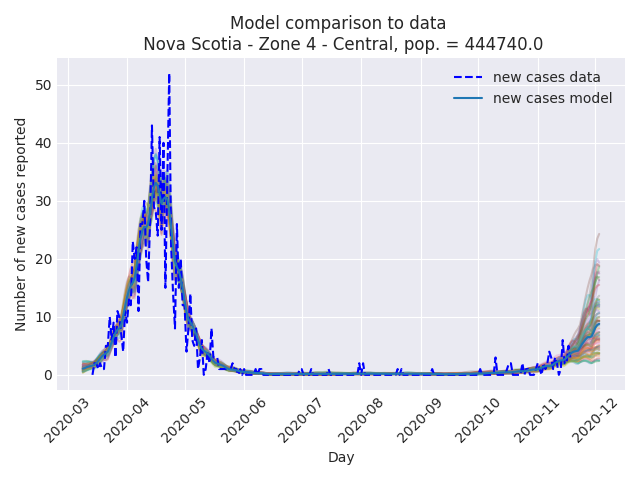 Model comparison to data
Nova Scotia - Zone 4 - Central, pop. = 444740.0
new cases data
new cases model
Number of new cases reported
50
40
30
20
10
0
2020-03
2020-04
2020-05
2020-06
2020-07
2020-08
2020-09
2020-10
2020-11
2020-12
Day